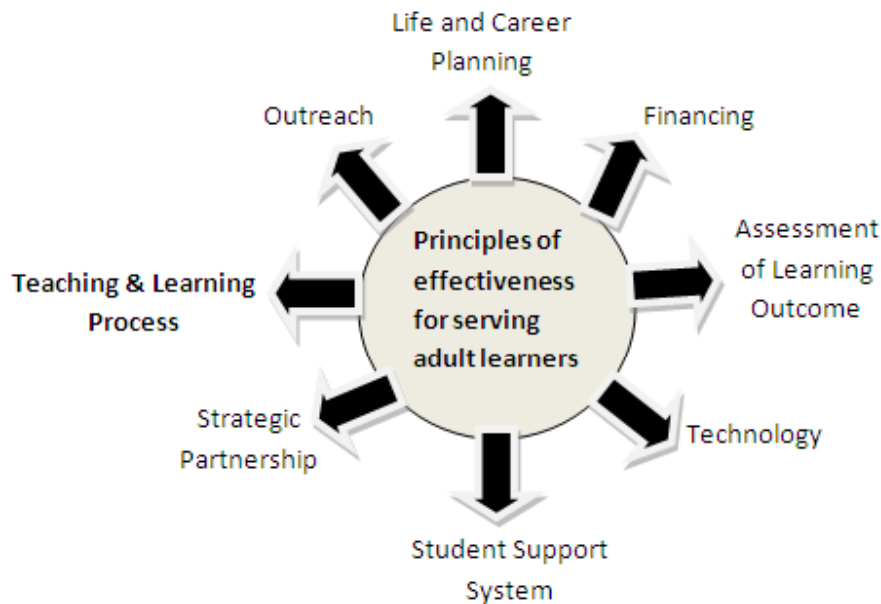 Life and Career
Planning
Outreach
Financing
Assessment
of Learning
Outcome
Principles of
effectiveness
for serving
adult learners
Teaching & Learning
Process
Strategic
Partnership
Technology
Student Support
System